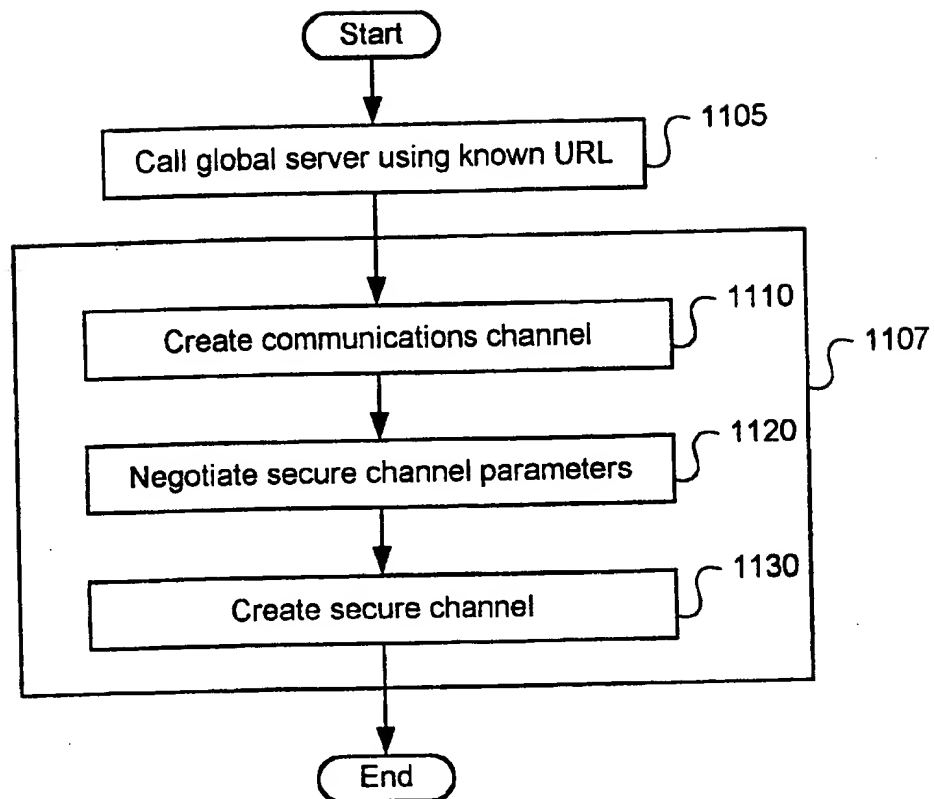 Start
Call global server using known URL
1105
Create communications channel
1110
1107
Negotiate secure channel parameters
1120
Create secure channel
1130
End